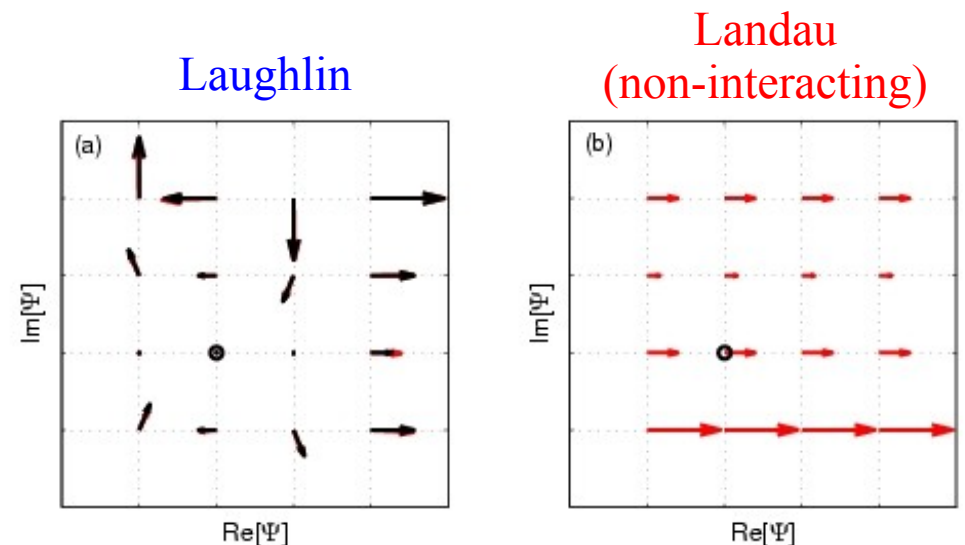 Laughlin
Landau
(non-interacting)
(a)
Im[Ψ]
Re[Ψ]
(b)
Im[Ψ]
Re[Ψ]